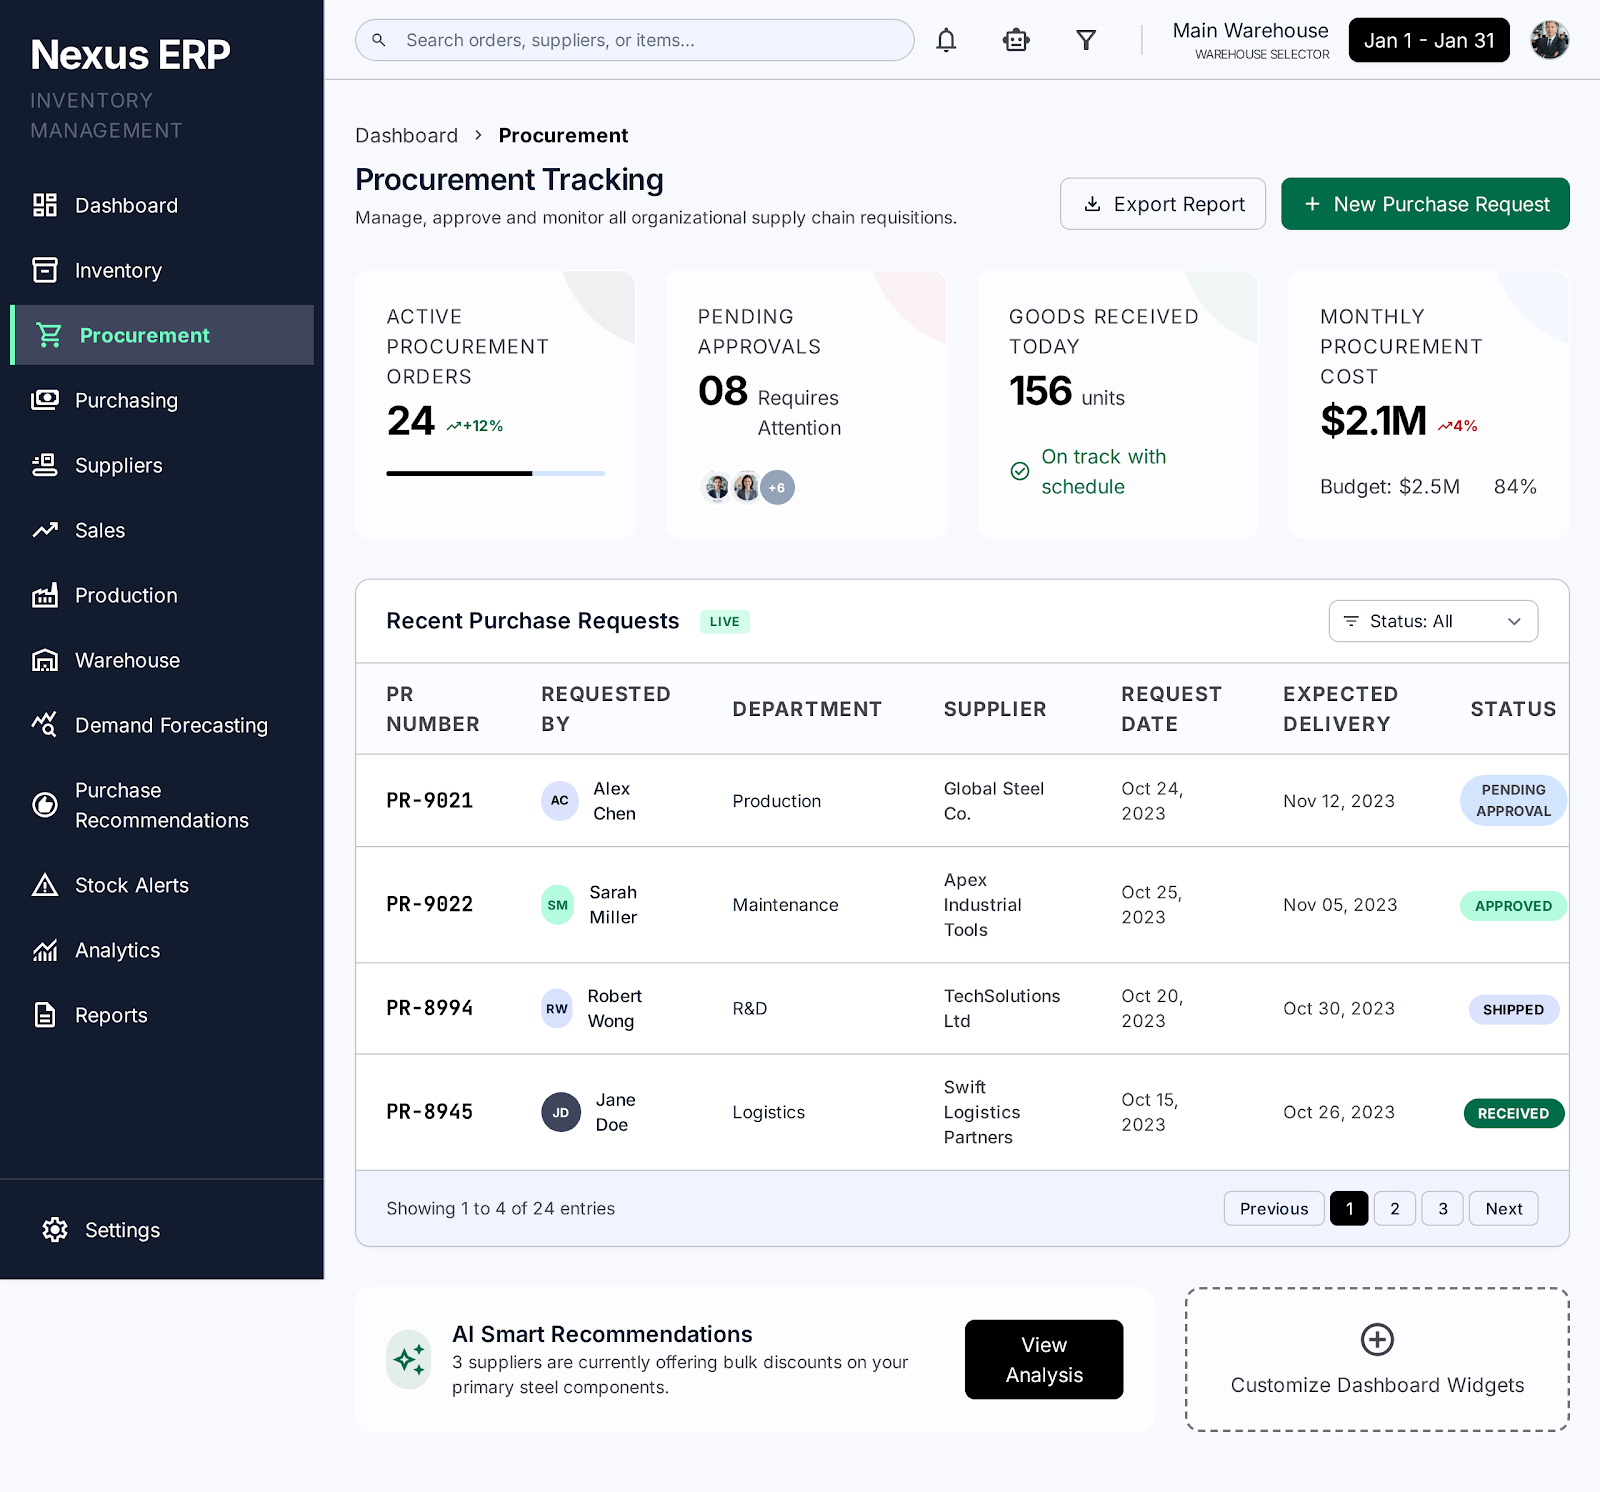 Nexus ERP
INVENTORY
MANAGEMENT
Dashboard
Inventory
Procurement
Purchasing
Suppliers
Sales
Production
Warehouse
Demand Forecasting
Purchase
Recommendations
Stock Alerts
Analytics
Reports
Settings
Search orders, suppliers, or items...
Main Warehouse
WAREHOUSE SELECTOR
Jan 1 - Jan 31
Dashboard › Procurement
Procurement Tracking
Manage, approve and monitor all organizational supply chain requisitions.
Export Report
+ New Purchase Request
ACTIVE
PROCUREMENT
ORDERS
24 +12%
PENDING
APPROVALS
08 Requires
Attention
+6
GOODS RECEIVED
TODAY
156 units
On track with
schedule
MONTHLY
PROCUREMENT
COST
$2.1M 4%
Budget: $2.5M 84%
Recent Purchase Requests LIVE
Status: All
PR
NUMBER
REQUESTED
BY
DEPARTMENT
SUPPLIER
REQUEST
DATE
EXPECTED
DELIVERY
STATUS
PR-9021
AC
Alex
Chen
Production
Global Steel
Co.
Oct 24,
2023
Nov 12, 2023
PENDING
APPROVAL
PR-9022
SM
Sarah
Miller
Maintenance
Apex
Industrial
Tools
Oct 25,
2023
Nov 05, 2023
APPROVED
PR-8994
RW
Robert
Wong
R&D
TechSolutions
Ltd
Oct 20,
2023
Oct 30, 2023
SHIPPED
PR-8945
JD
Jane
Doe
Logistics
Swift
Logistics
Partners
Oct 15,
2023
Oct 26, 2023
RECEIVED
Showing 1 to 4 of 24 entries
Previous 1 2 3 Next
AI Smart Recommendations
3 suppliers are currently offering bulk discounts on your
primary steel components.
View
Analysis
Customize Dashboard Widgets